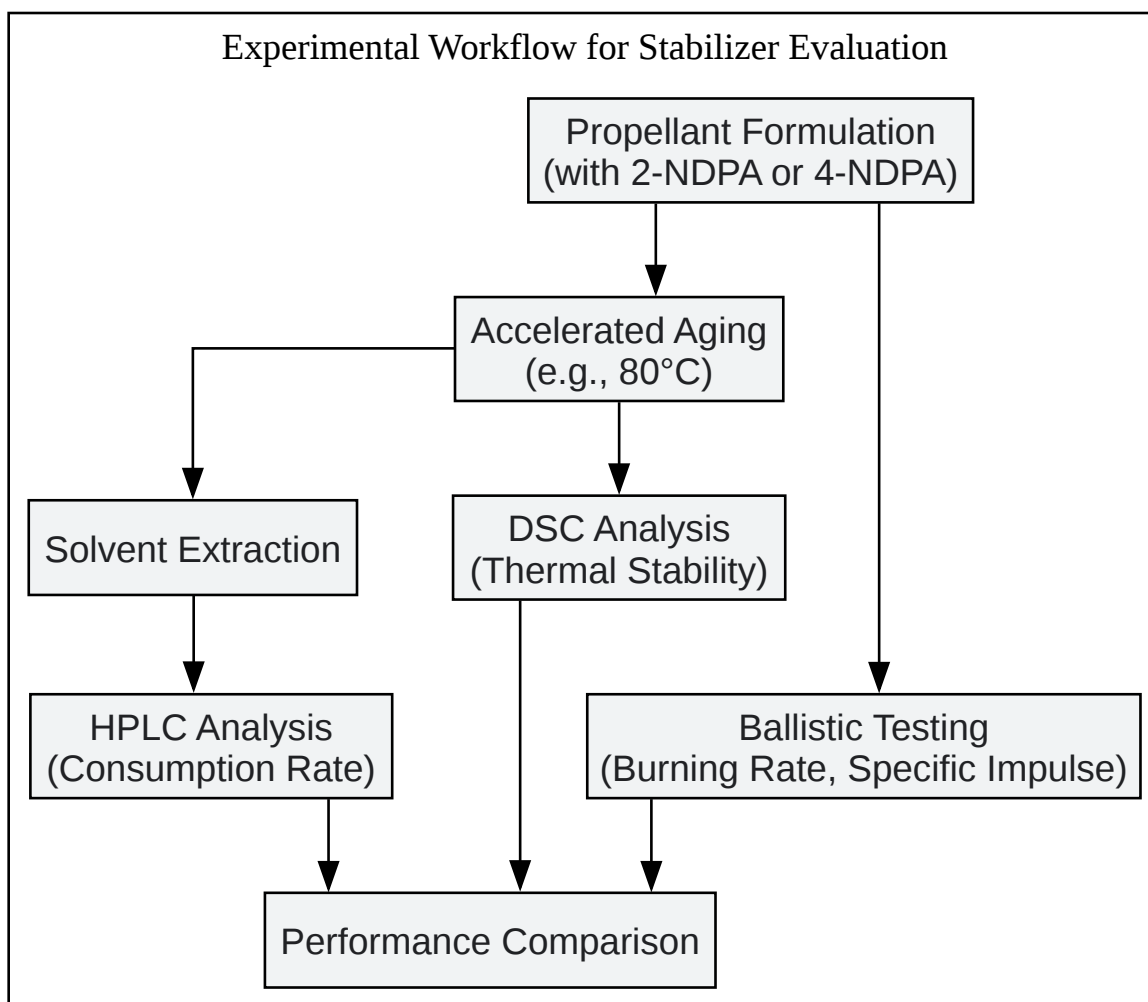 Experimental Workflow for Stabilizer Evaluation
Propellant Formulation
(with 2-NDPA or 4-NDPA)
Accelerated Aging
(e.g., 80°C)
Solvent Extraction
DSC Analysis
(Thermal Stability)
HPLC Analysis
(Consumption Rate)
Ballistic Testing
(Burning Rate, Specific Impulse)
Performance Comparison